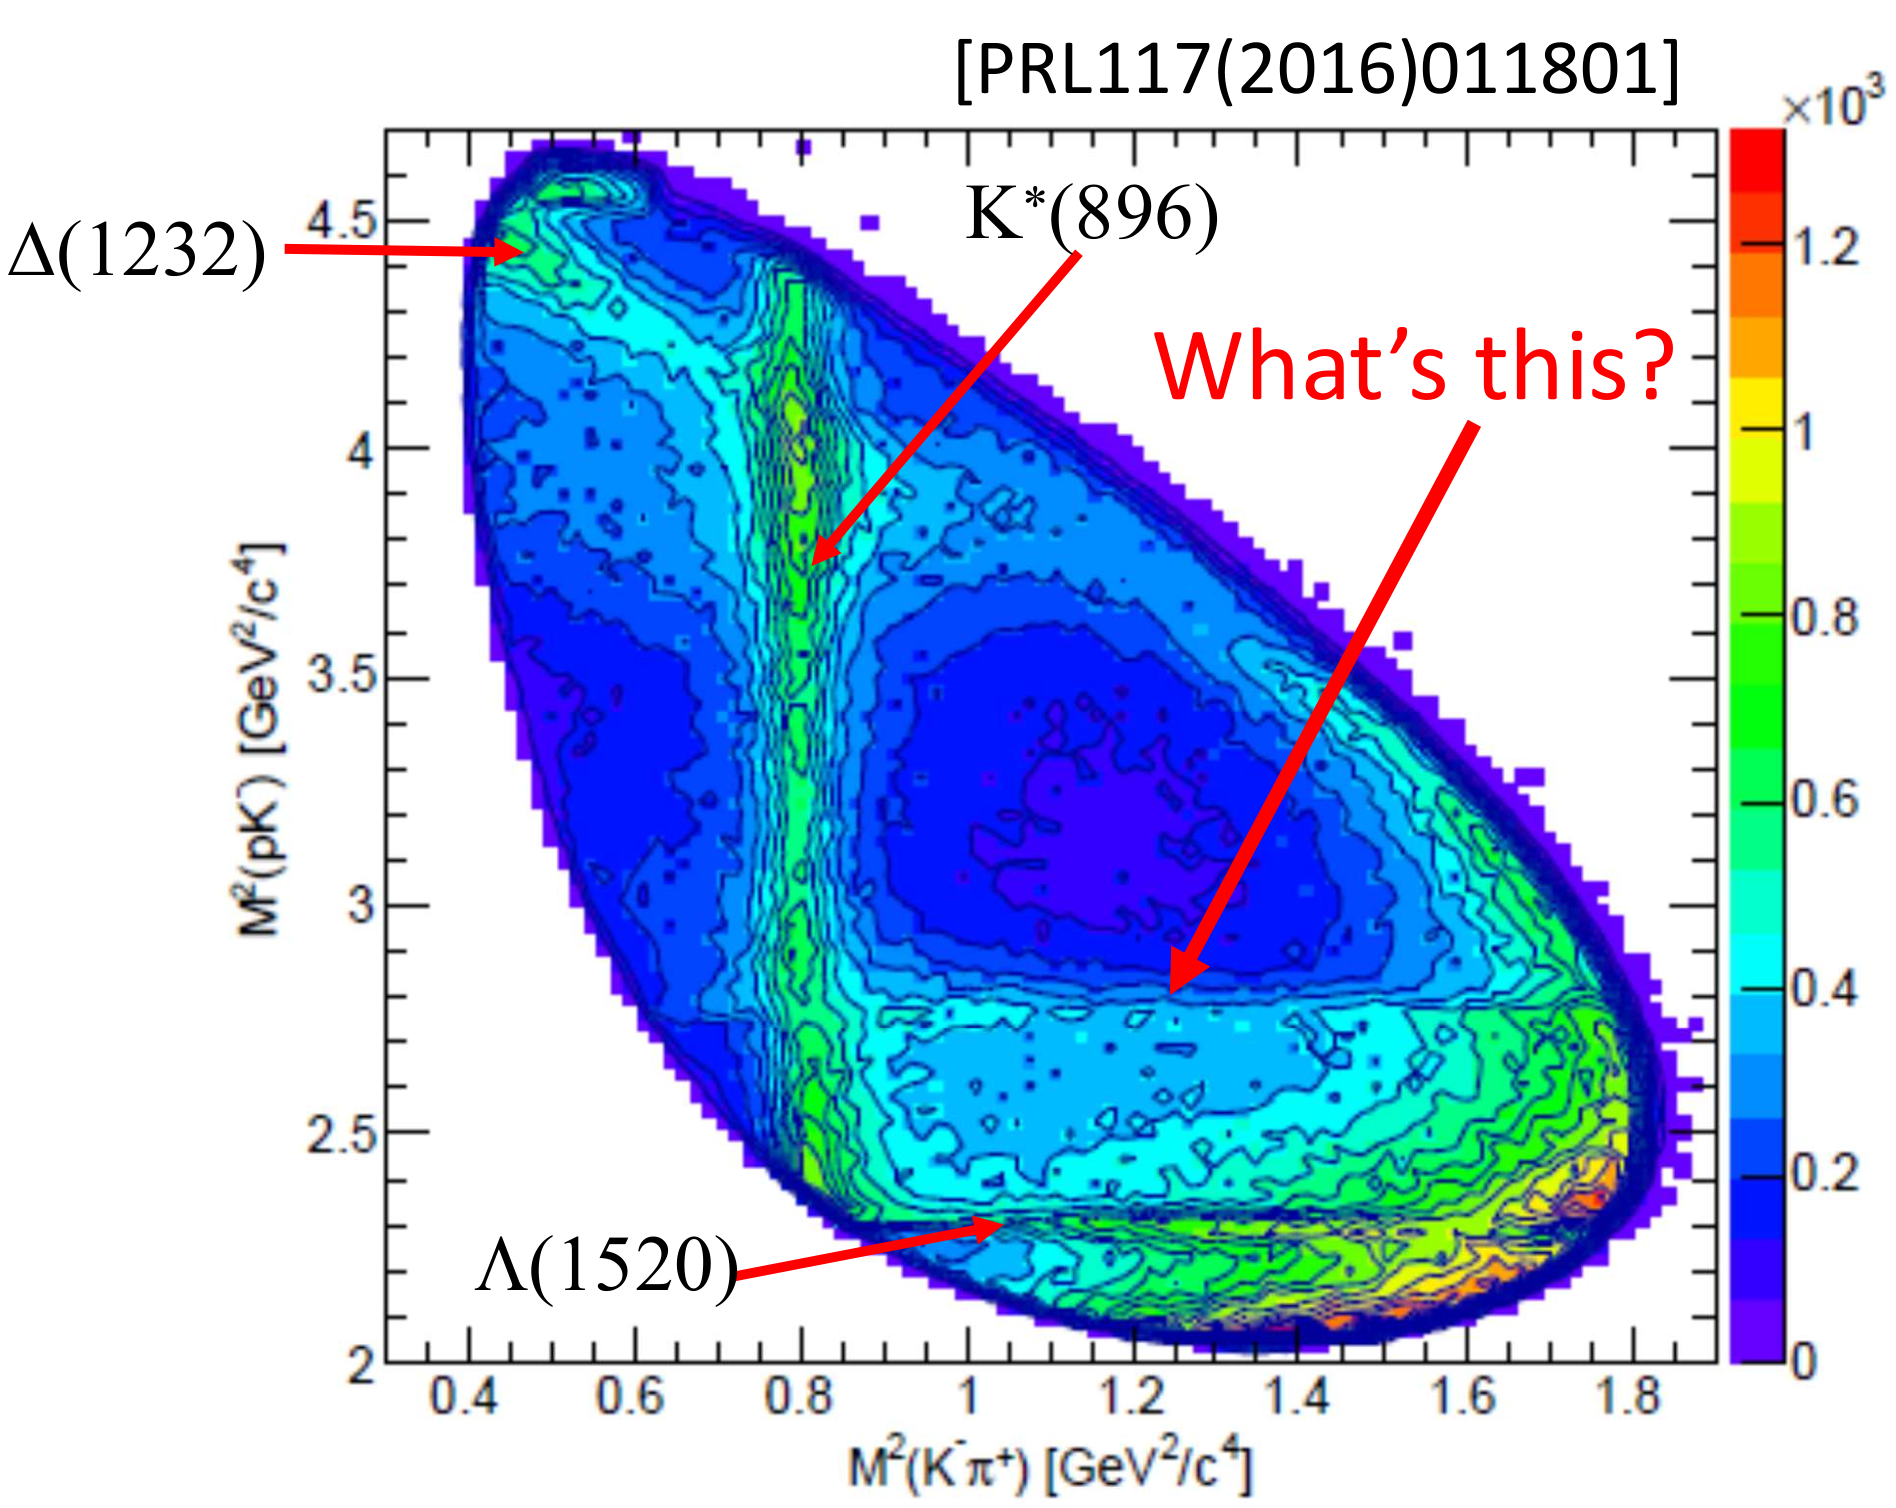 [PRL117(2016)011801]
×10³
Δ(1232)
K*(896)
What's this?
Λ(1520)
4.5
4
3.5
3
2.5
2
M²(pK⁻) [GeV²/c⁴]
0.4 0.6 0.8 1 1.2 1.4 1.6 1.8
M²(K⁻π⁺) [GeV²/c⁴]
1.2
1
0.8
0.6
0.4
0.2
0